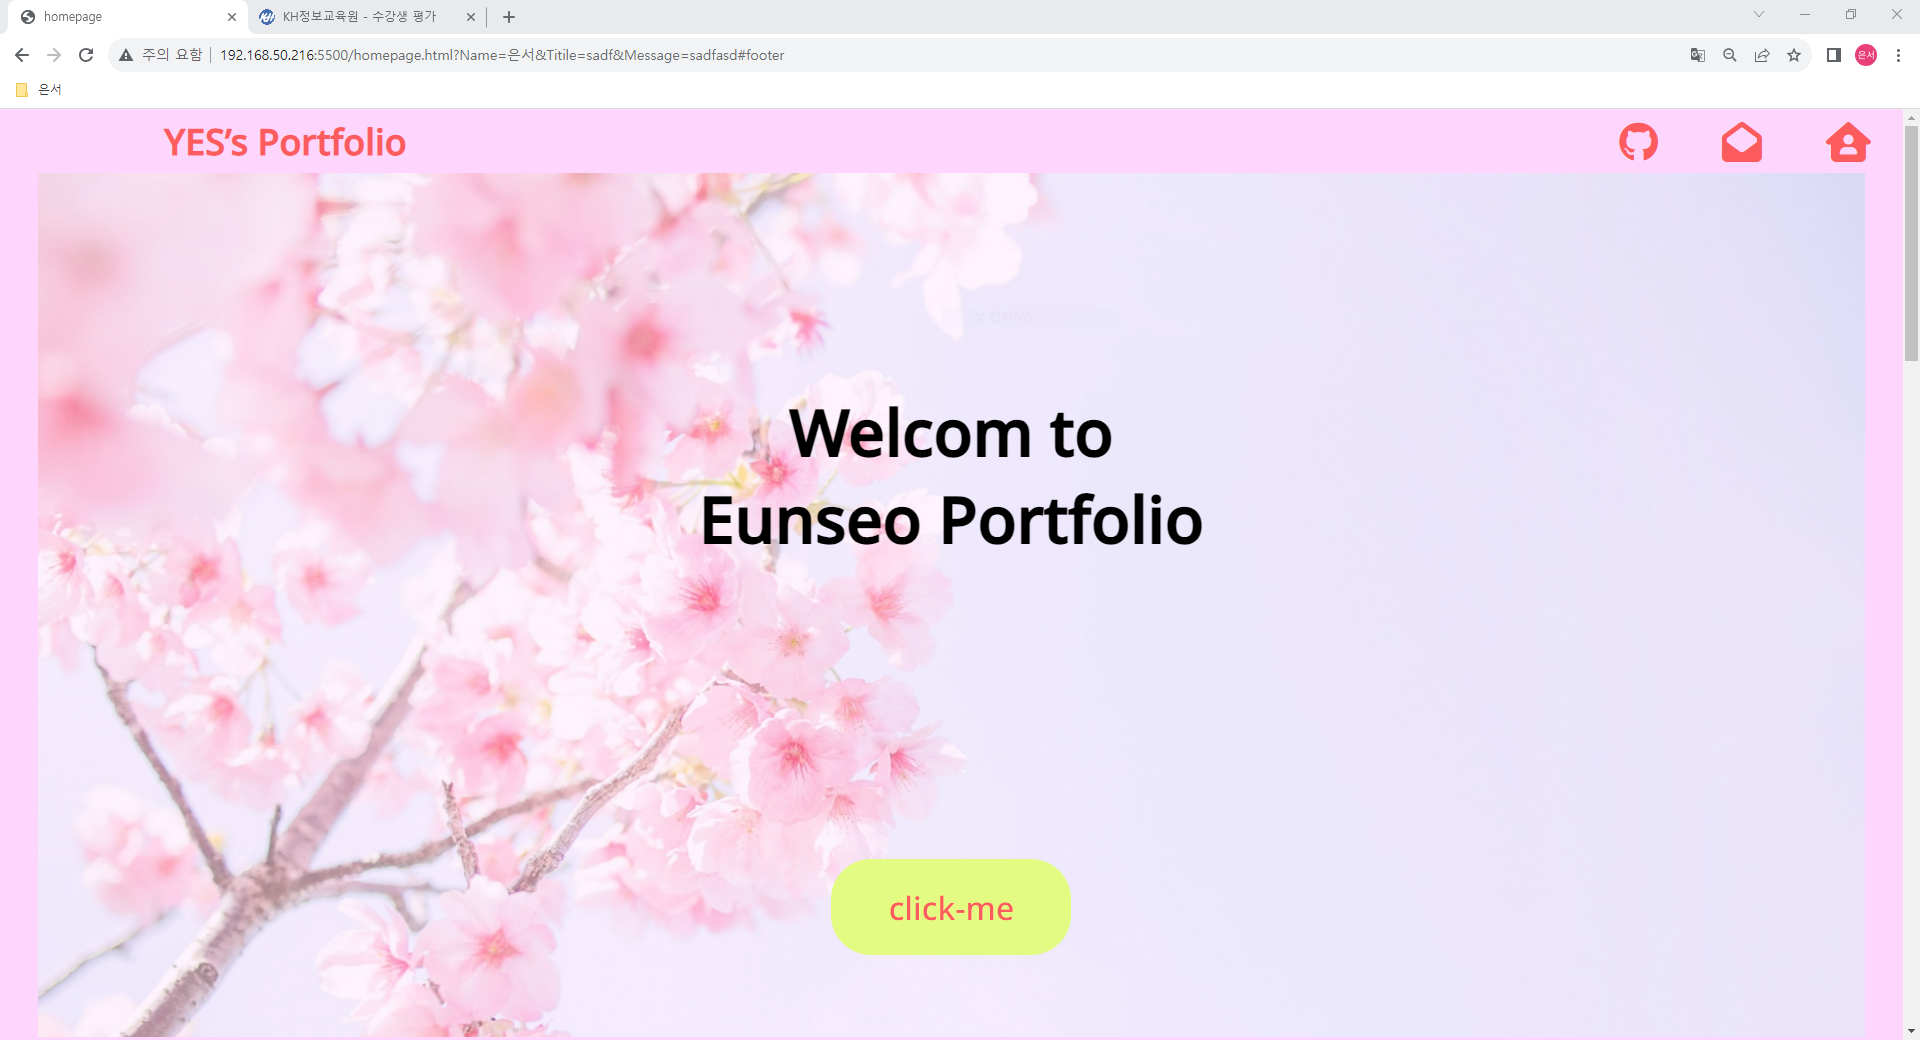 homepage
KH정보교육원 - 수강생 평가
주의 요함
192.168.50.216:5500/homepage.html?Name=은서&Titile=sadf&Message=sadfasd#footer
은서
은서
YES’s Portfolio
Welcom to
Eunseo Portfolio
click-me